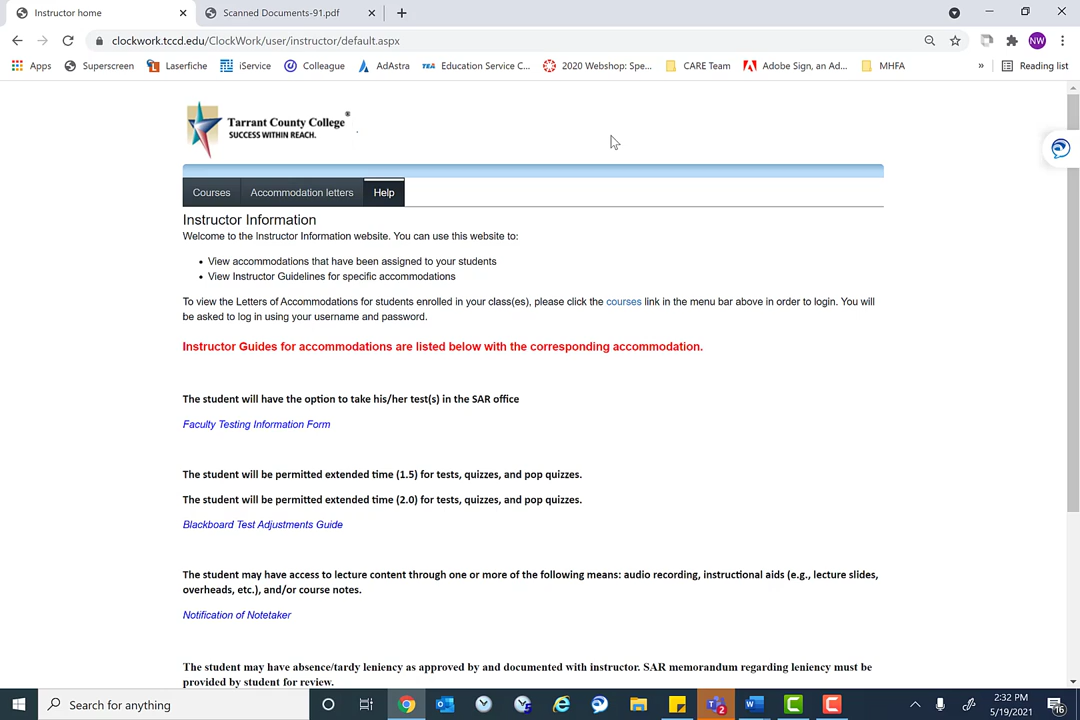 Instructor home
Scanned Documents-91.pdf
clockwork.tccd.edu/ClockWork/user/instructor/default.aspx
NW
Apps
Superscreen
Laserfiche
iService
Colleague
AdAstra
TEA
Education Service C...
2020 Webshop: Spe...
CARE Team
Adobe Sign, an Ad...
MHFA
»
Reading list
Tarrant County College®
SUCCESS WITHIN REACH.
Courses
Accommodation letters
Help
Instructor Information
Welcome to the Instructor Information website. You can use this website to:
• View accommodations that have been assigned to your students
• View Instructor Guidelines for specific accommodations
To view the Letters of Accommodations for students enrolled in your class(es), please click the courses link in the menu bar above in order to login. You will
be asked to log in using your username and password.
Instructor Guides for accommodations are listed below with the corresponding accommodation.
The student will have the option to take his/her test(s) in the SAR office
Faculty Testing Information Form
The student will be permitted extended time (1.5) for tests, quizzes, and pop quizzes.
The student will be permitted extended time (2.0) for tests, quizzes, and pop quizzes.
Blackboard Test Adjustments Guide
The student may have access to lecture content through one or more of the following means: audio recording, instructional aids (e.g., lecture slides,
overheads, etc.), and/or course notes.
Notification of Notetaker
The student may have absence/tardy leniency as approved by and documented with instructor. SAR memorandum regarding leniency must be
provided by student for review.
Search for anything
2:32 PM
5/19/2021
16